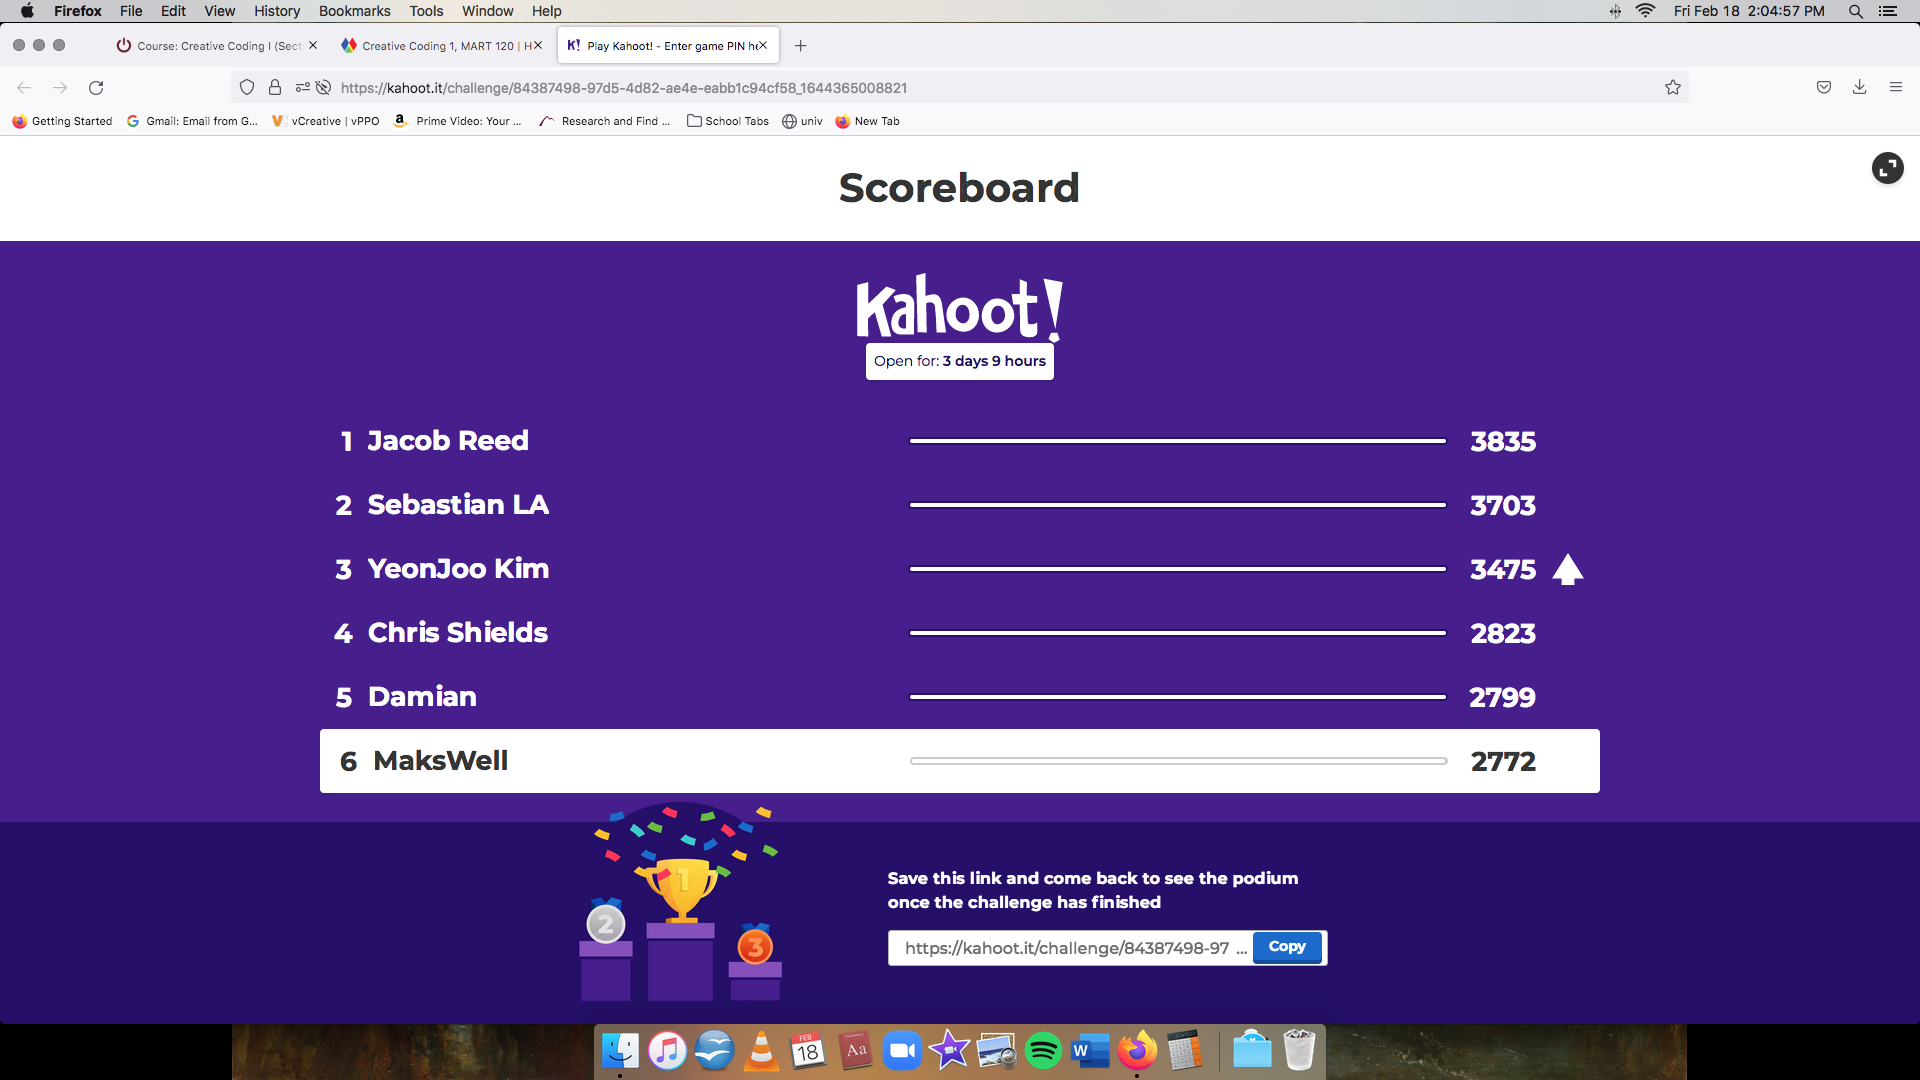 Firefox File Edit View History Bookmarks Tools Window Help Fri Feb 18 2:04:57 PM
Course: Creative Coding I (Sect Creative Coding 1, MART 120 | H Play Kahoot! - Enter game PIN he
https://kahoot.it/challenge/84387498-97d5-4d82-ae4e-eabb1c94cf58_1644365008821
Getting Started Gmail: Email from G... vCreative | vPPO Prime Video: Your ... Research and Find ... School Tabs univ New Tab
Scoreboard
Kahoot!
Open for: 3 days 9 hours
1 Jacob Reed 3835
2 Sebastian LA 3703
3 YeonJoo Kim 3475
4 Chris Shields 2823
5 Damian 2799
6 MaksWell 2772
1
2
3
Save this link and come back to see the podium
once the challenge has finished
https://kahoot.it/challenge/84387498-97 ... Copy
FEB
18
Aa
W